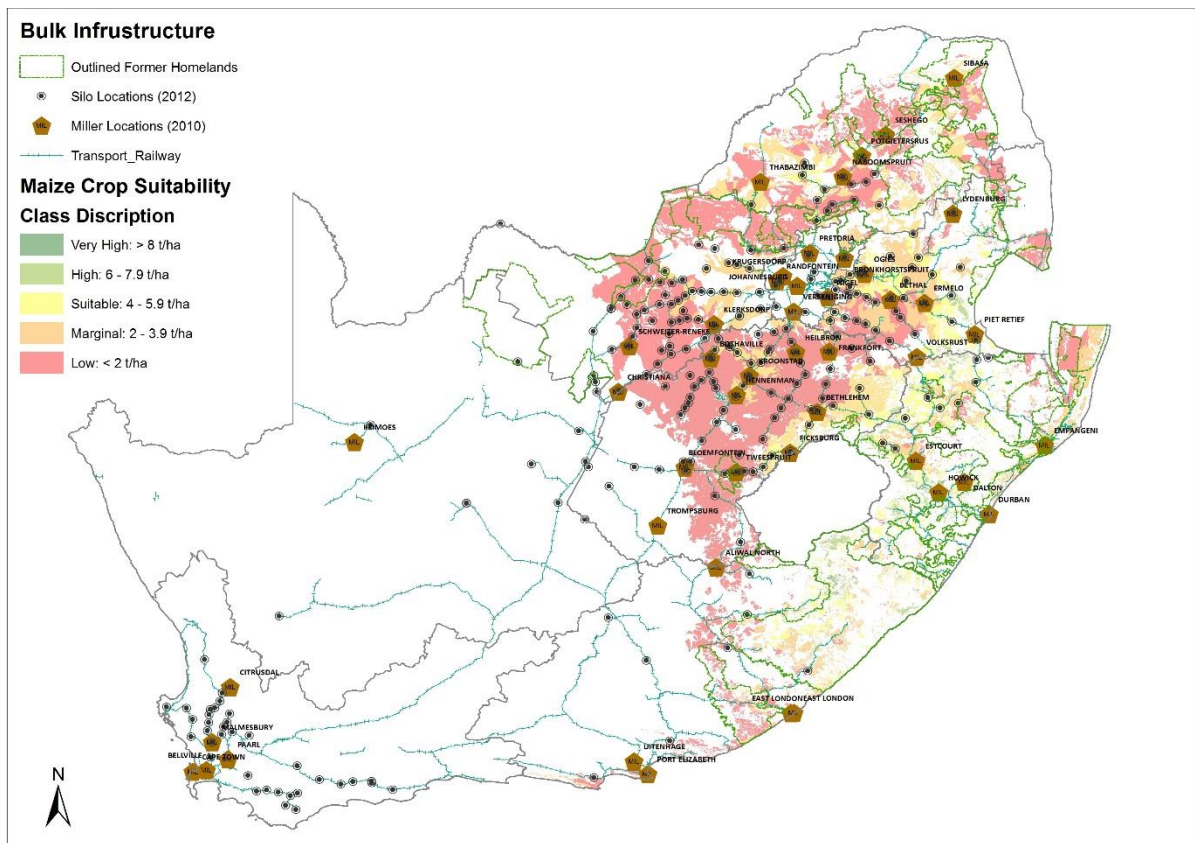 Bulk Infrustructure
Outlined Former Homelands
Silo Locations (2012)
MIL Miller Locations (2010)
Transport_Railway
Maize Crop Suitability
Class Discription
Very High: > 8 t/ha
High: 6 - 7.9 t/ha
Suitable: 4 - 5.9 t/ha
Marginal: 2 - 3.9 t/ha
Low: < 2 t/ha
SIBASA
SESHEGO
POTGIETERSRUS
NABOOMSPRUIT
THABAZIMBI
LYDENBURG
PRETORIA
OGIES
KRUGERSDORP
RANDFONTEIN
BRONKHORSTSPRUIT
JOHANNESBURG
BETHAL
ERMELO
VEREENIGING
KLERKSDORP
PIET RETIEF
SCHWEIZER-RENEKE
HEILBRON
VOLKSRUST
BOTHAVILLE
FRANKFORT
KROONSTAD
CHRISTIANA
HENNENMAN
BETHLEHEM
EMPANGENI
FICKSBURG
ESTCOURT
BLOEMFONTEIN
TWEESPRUIT
HOWICK
DALTON
DURBAN
TROMPSBURG
ALIWAL NORTH
CITRUSDAL
EAST LONDON EAST LONDON
MALMESBURY
PAARL
BELLVILLE
CAPE TOWN
UITENHAGE
PORT ELIZABETH
N